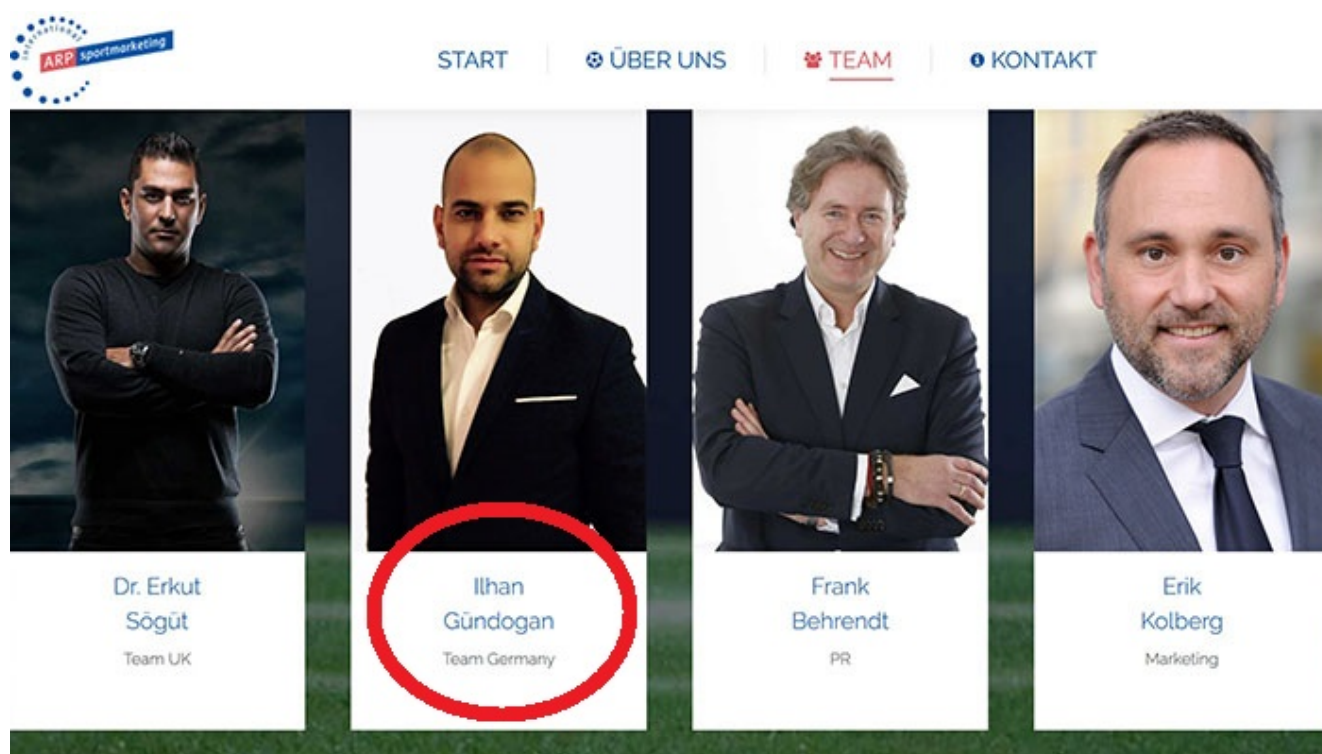 international
ARP sportmarketing
START
ÜBER UNS
TEAM
KONTAKT
Dr. Erkut
Sögüt
Team UK
Ilhan
Gündogan
Team Germany
Frank
Behrendt
PR
Erik
Kolberg
Marketing